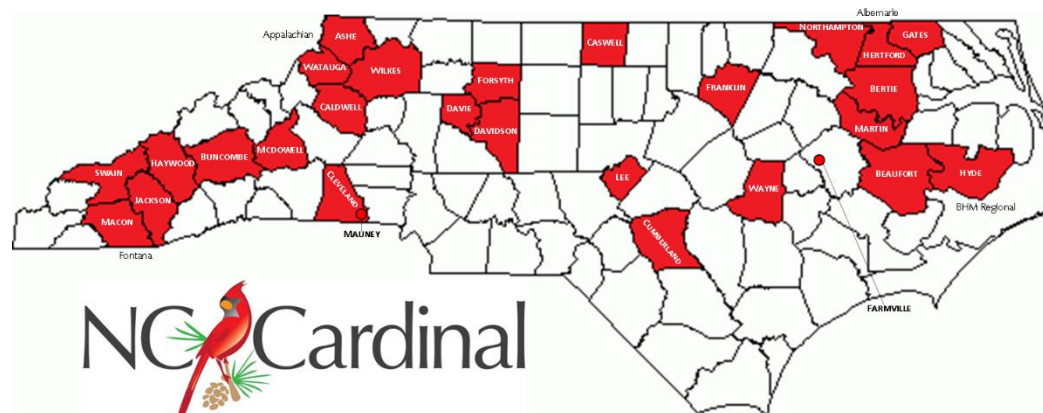 Albemarle
Appalachian
ASHE
NORTHAMPTON
GATES
CASWELL
HERTFORD
WATAUGA
WILKES
FORSYTH
FRANKLIN
BERTIE
CALDWELL
DAVIE
DAVIDSON
MARTIN
MCDOWELL
BUNCOMBE
HAYWOOD
SWAIN
CLEVELAND
LEE
WAYNE
BEAUFORT
HYDE
JACKSON
MACON
BHM Regional
CUMBERLAND
MAUNEY
Fontana
FARMVILLE
NC Cardinal